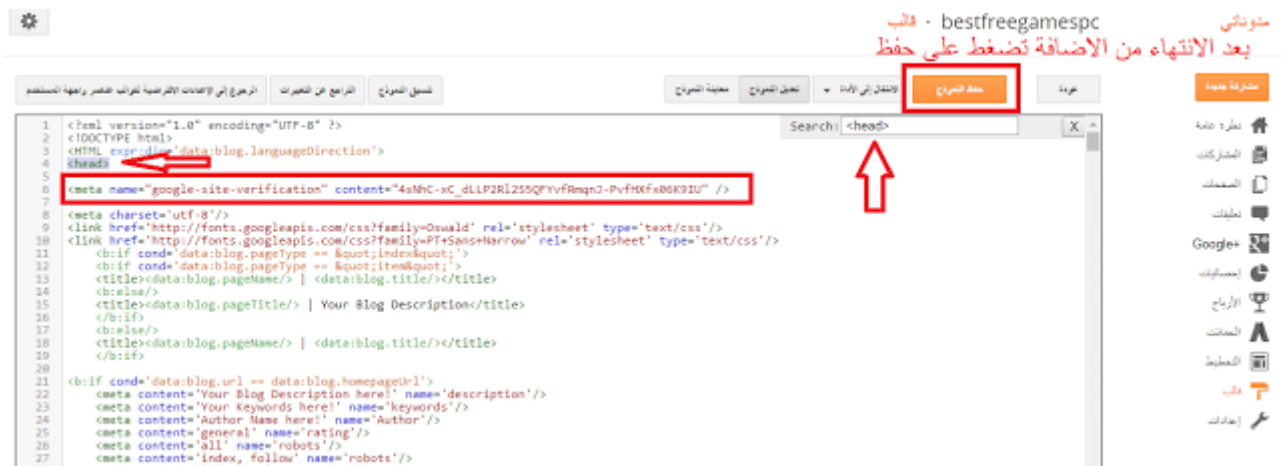 مدوناتي
bestfreegamespc - قالب
بعد الانتهاء من الاضافة تضغط على حفظ
مشاركة جديدة
عودة
حفظ النموذج
الانتقال إلى الأداة
تعديل النموذج
معاينة النموذج
تنسيق النموذج
التراجع عن التغييرات
Search: <head>
X
1 <?xml version="1.0" encoding="UTF-8" ?>
2 <!DOCTYPE html>
3 <HTML expr:dir='data:blog.languageDirection'>
4 <head>
5
6 <meta name="google-site-verification" content="4sNhC-xC_dLLP2Rl2S5QFYvfRmqnJ-PvfHXfx06K9IU" />
7
8 <meta charset='utf-8'/>
9 <link href='http://fonts.googleapis.com/css?family=Oswald' rel='stylesheet' type='text/css'/>
10 <link href='http://fonts.googleapis.com/css?family=PT+Sans+Narrow' rel='stylesheet' type='text/css'/>
11 <b:if cond='data:blog.pageType == &quot;index&quot;'>
12 <b:if cond='data:blog.pageType == &quot;item&quot;'>
13 <title><data:blog.pageName/> | <data:blog.title/></title>
14 <b:else/>
15 <title><data:blog.pageTitle/> | Your Blog Description</title>
16 </b:if>
17 <b:else/>
18 <title><data:blog.pageName/> | <data:blog.title/></title>
19 </b:if>
20
21 <b:if cond='data:blog.url == data:blog.homepageUrl'>
22 <meta content='Your Blog Description here!' name='description'/>
23 <meta content='Your Keywords here!' name='keywords'/>
24 <meta content='Author Name here!' name='Author'/>
25 <meta content='general' name='rating'/>
26 <meta content='all' name='robots'/>
27 <meta content='index, follow' name='robots'/>
نظرة عامة
المشاركات
الصفحات
تعليقات
Google+
إحصائيات
الأرباح
الحملات
التخطيط
قالب
إعدادات